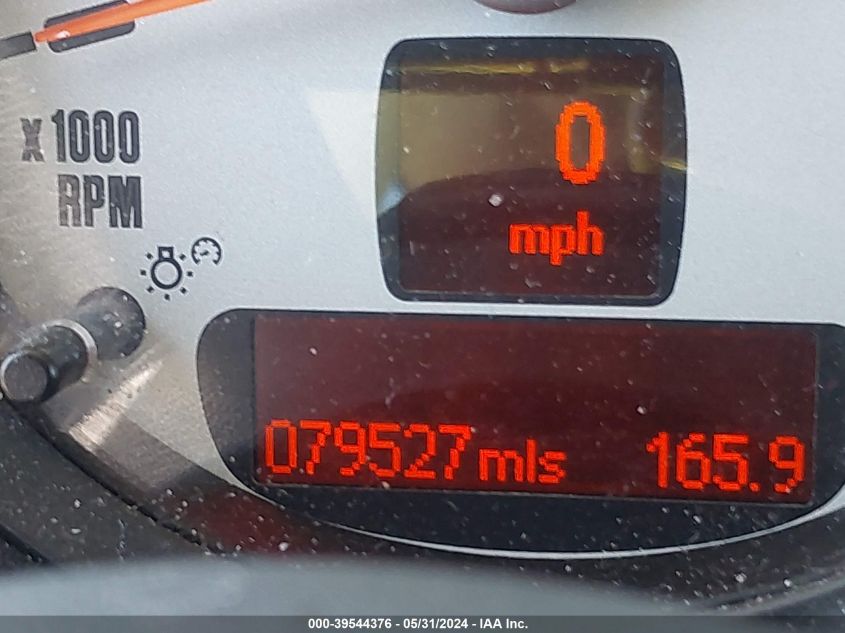 0
x1000
RPM
mph
079527 mls 165.9
000-39544376 - 05/31/2024 - IAA Inc.